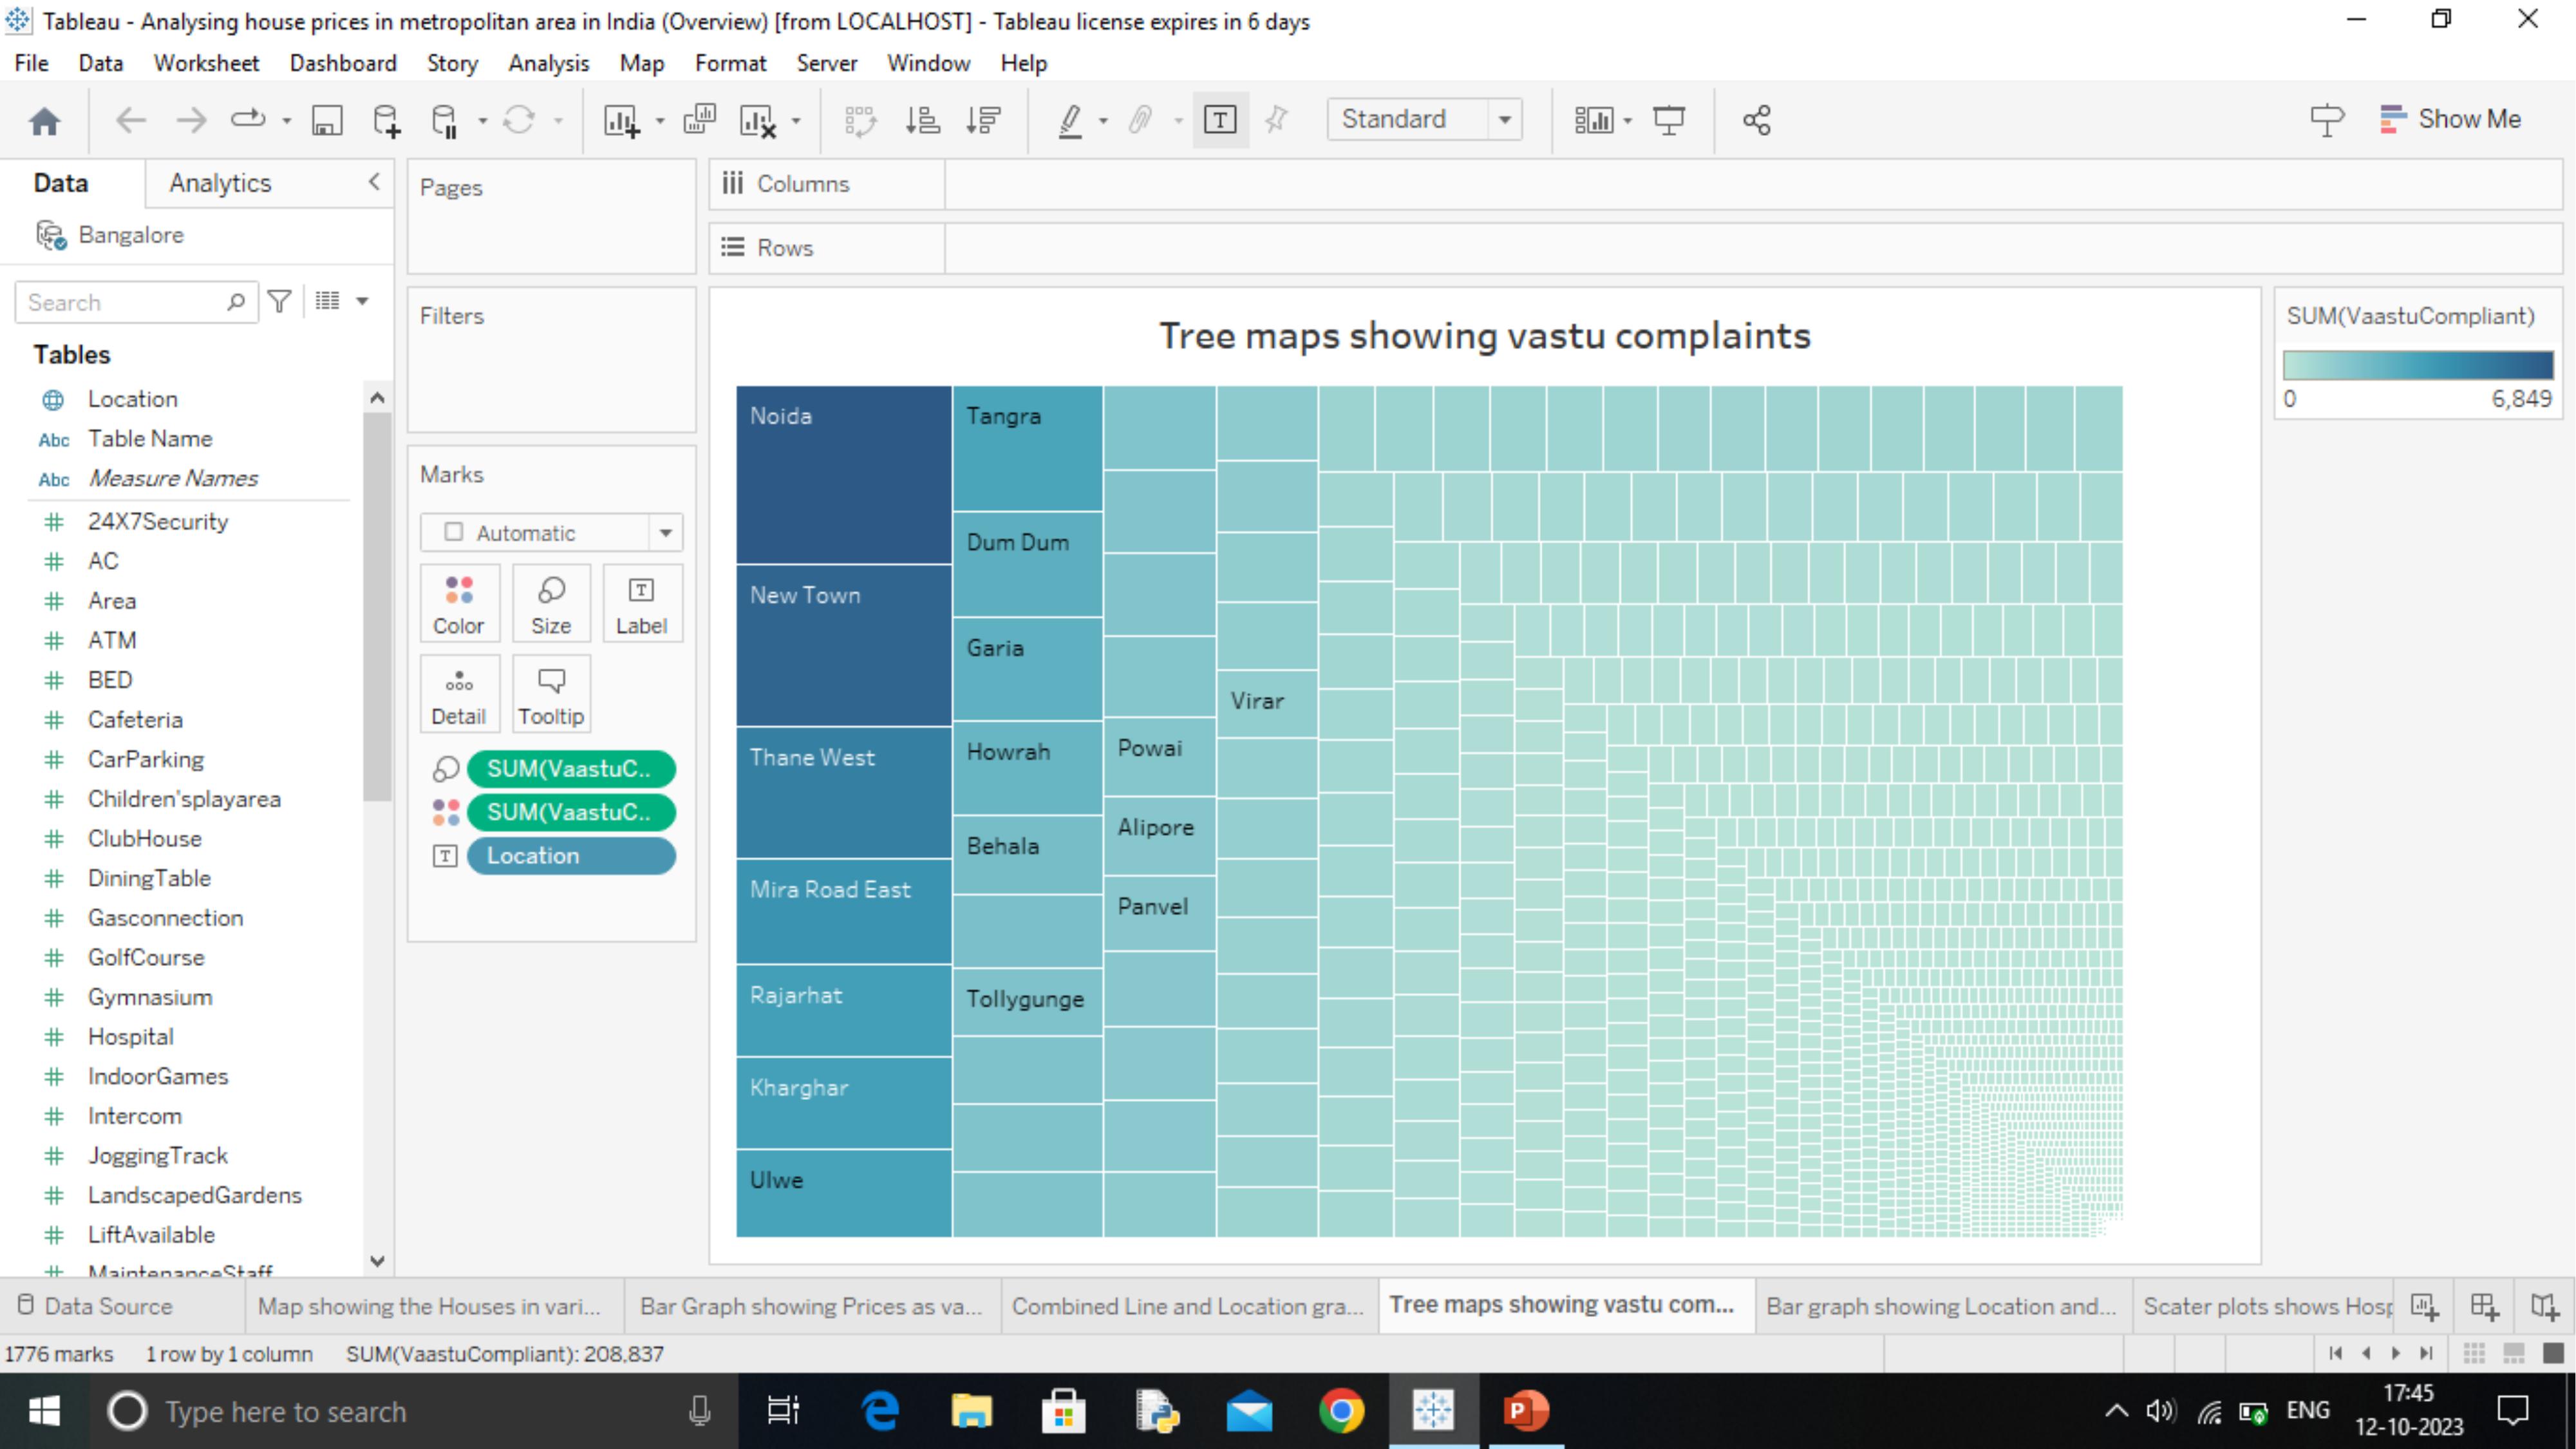 Tableau - Analysing house prices in metropolitan area in India (Overview) [from LOCALHOST] - Tableau license expires in 6 days
File Data Worksheet Dashboard Story Analysis Map Format Server Window Help
Standard
Show Me
Data Analytics
Bangalore
Search
Tables
Location
Abc Table Name
Abc Measure Names
# 24X7Security
# AC
# Area
# ATM
# BED
# Cafeteria
# CarParking
# Children'splayarea
# ClubHouse
# DiningTable
# Gasconnection
# GolfCourse
# Gymnasium
# Hospital
# IndoorGames
# Intercom
# JoggingTrack
# LandscapedGardens
# LiftAvailable
# MaintenanceStaff
Pages
Filters
Marks
Automatic
Color Size T Label
Detail Tooltip
SUM(VaastuC..
SUM(VaastuC..
T Location
Columns
Rows
Tree maps showing vastu complaints
Noida
New Town
Thane West
Mira Road East
Rajarhat
Kharghar
Ulwe
Tangra
Dum Dum
Garia
Howrah
Behala
Tollygunge
Powai
Alipore
Panvel
Virar
SUM(VaastuCompliant)
0 6,849
Data Source Map showing the Houses in vari... Bar Graph showing Prices as va... Combined Line and Location gra... Tree maps showing vastu com... Bar graph showing Location and... Scater plots shows Hosp
1776 marks 1 row by 1 column SUM(VaastuCompliant): 208,837
Type here to search
ENG
17:45
12-10-2023